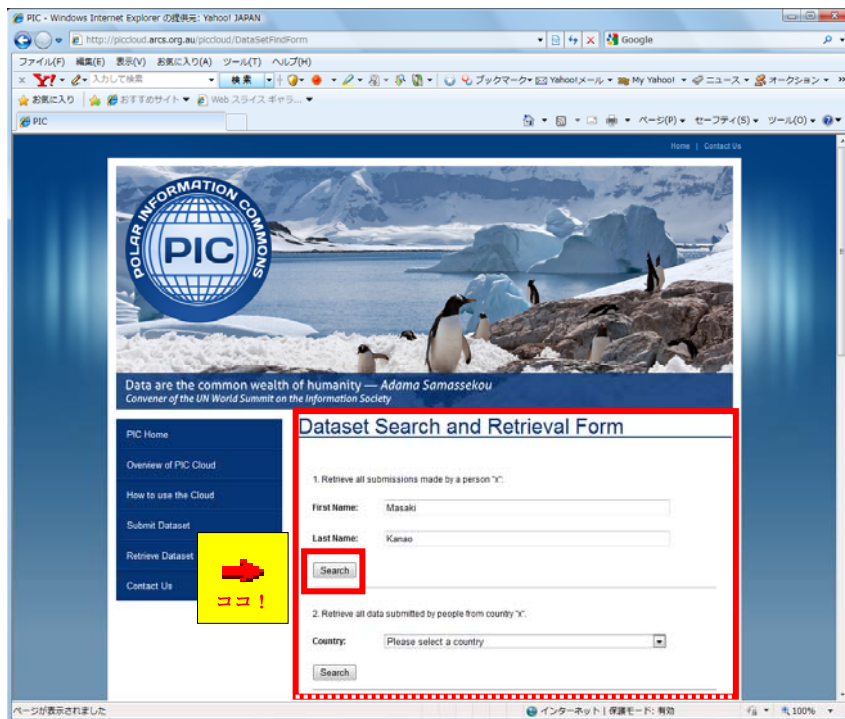 PIC - Windows Internet Explorer の提供元: Yahoo! JAPAN
http://piccloud.arcs.org.au/piccloud/DataSetFindForm
Google
ファイル(F) 編集(E) 表示(V) お気に入り(A) ツール(T) ヘルプ(H)
Y! 入力して検索 検索 ブックマーク Yahoo!メール My Yahoo! ニュース オークション
お気に入り おすすめサイト Web スライス ギャラ...
PIC ページ(P) セーフティ(S) ツール(O)
Home | Contact Us
POLAR INFORMATION COMMONS
PIC
Data are the common wealth of humanity — Adama Samassekou
Convener of the UN World Summit on the Information Society
PIC Home
Overview of PIC Cloud
How to use the Cloud
Submit Dataset
Retrieve Dataset
Contact Us
ココ！
Dataset Search and Retrieval Form
1. Retrieve all submissions made by a person "x":
First Name: Masaki
Last Name: Kanao
Search
2. Retrieve all data submitted by people from country "x".
Country: Please select a country
Search
ページが表示されました インターネット | 保護モード: 有効 100%